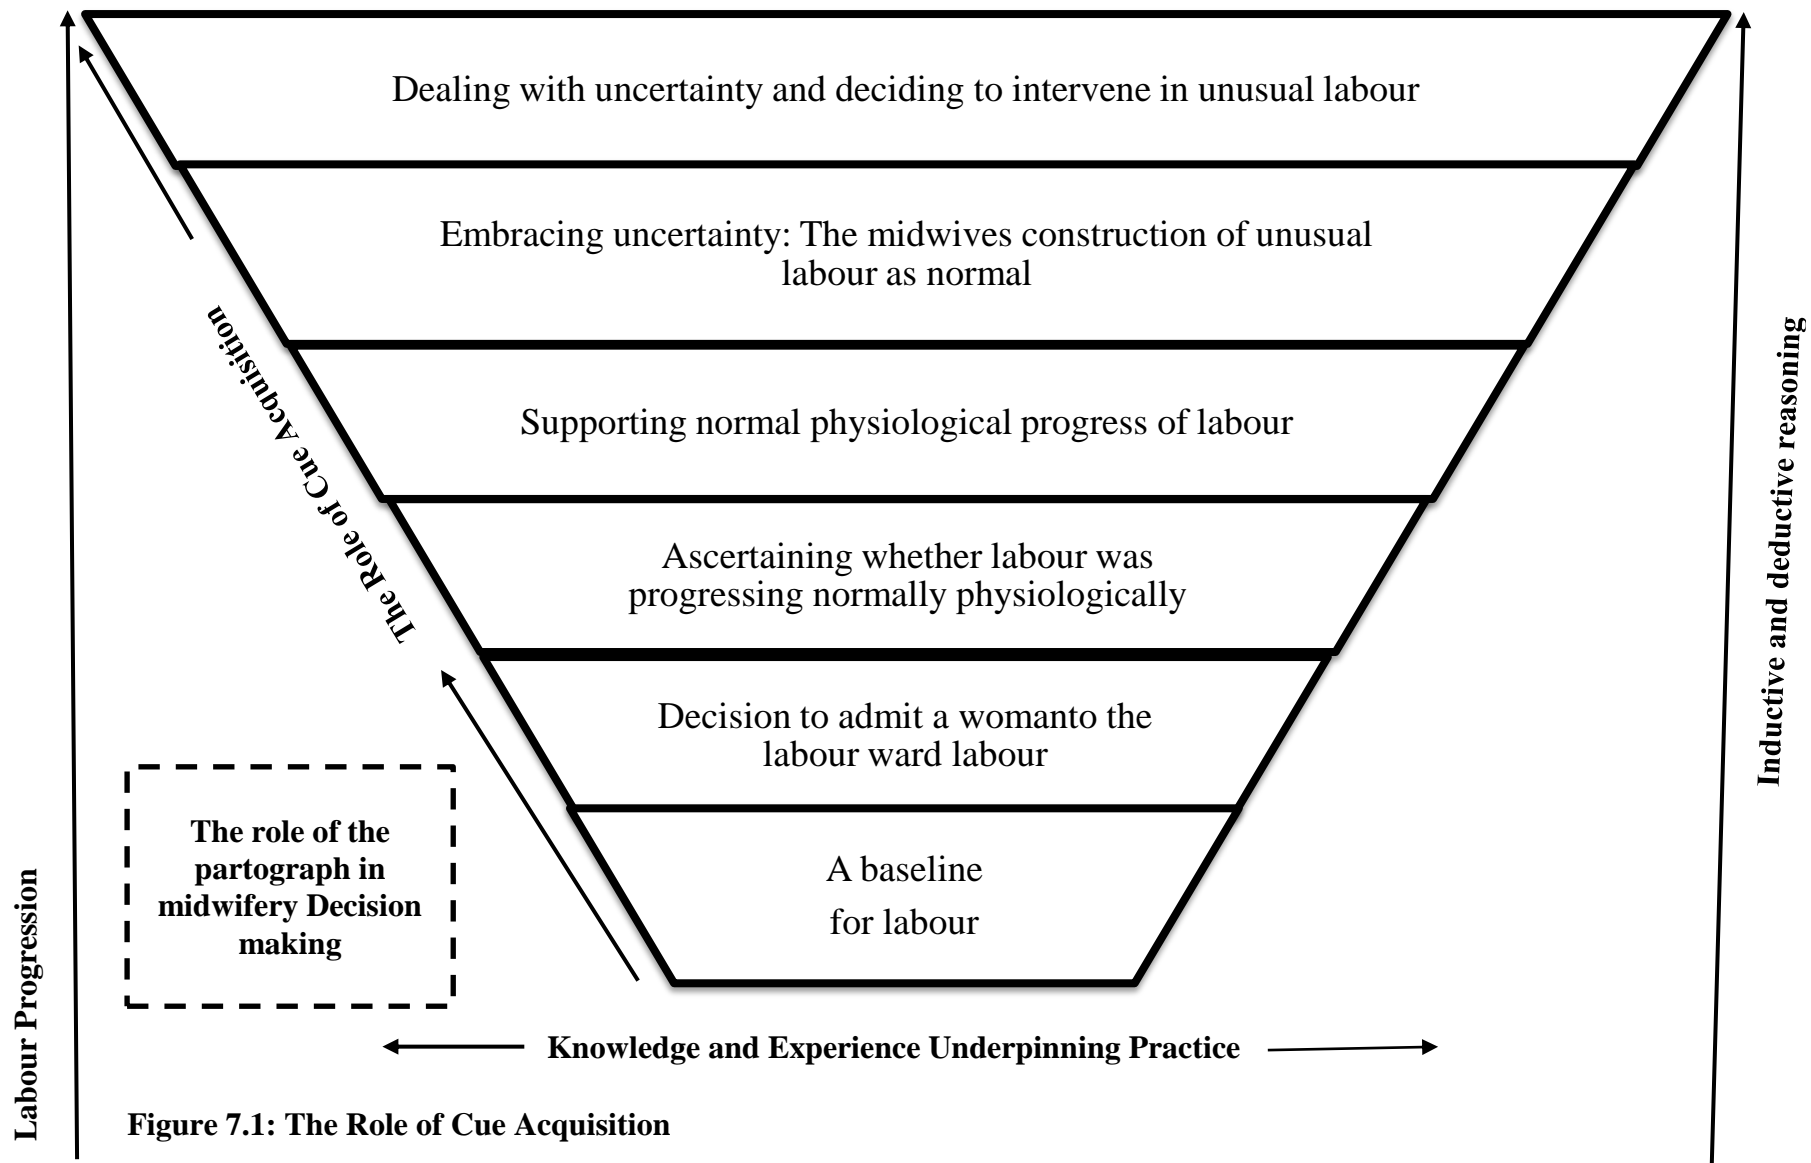 Dealing with uncertainty and deciding to intervene in unusual labour
Embracing uncertainty: The midwives construction of unusual
labour as normal
Supporting normal physiological progress of labour
Ascertaining whether labour was
progressing normally physiologically
Decision to admit a womanto the
labour ward labour
A baseline
for labour
The Role of Cue Acquisition
Inductive and deductive reasoning
The role of the
partograph in
midwifery Decision
making
Labour Progression
Knowledge and Experience Underpinning Practice
Figure 7.1: The Role of Cue Acquisition